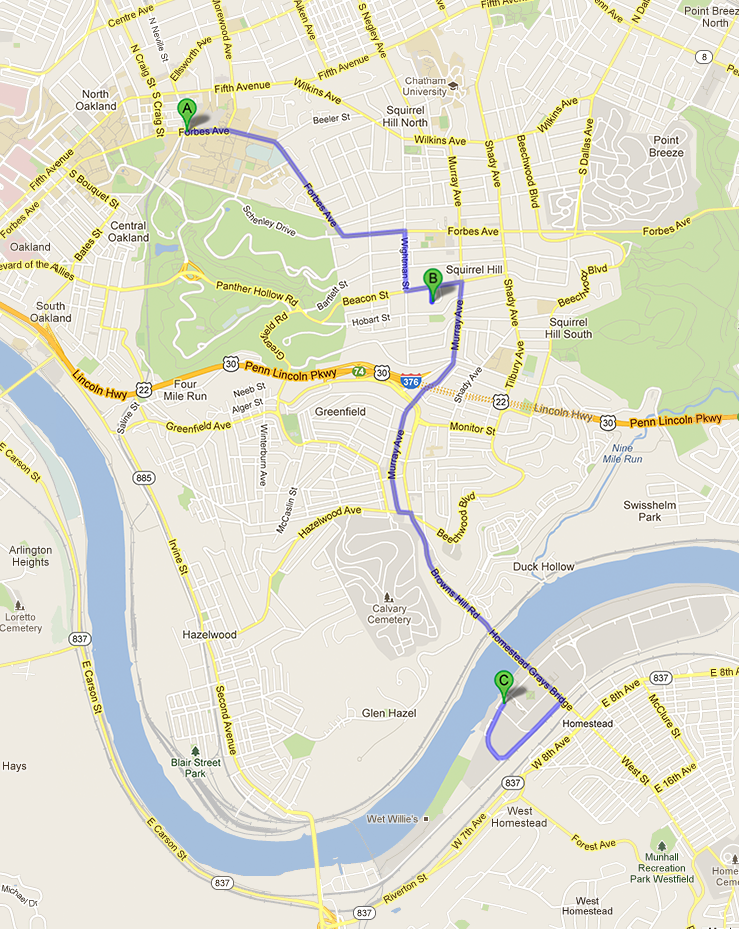 Centre Ave
N Neville St
Morewood Ave
Aiken Ave
S Negley Ave
Fifth Ave
Penn Ave
N Dallas
Point Breeze
North
8
N Craig St
Ellsworth Ave
Fifth Avenue
Fifth Avenue
Wilkins Ave
Chatham
University
North
Oakland
S Craig St
A
Forbes Ave
Beeler St
Squirrel
Hill North
Wilkins Ave
Wilkins Ave
S Dallas Ave
Point
Breeze
Fifth Avenue
S Bouquet St
Forbes Ave
Murray Ave
Shady Ave
Beechwood Blvd
Forbes Ave
Schenley Drive
Central
Oakland
Bates St
Oakland
Forbes Ave
Forbes Ave
Wightman St
evard of the Allies
Panther Hollow Rd
Bartlett St
B
Squirrel Hill
Beacon St
Shady Ave
Beechwood Blvd
South
Oakland
Greenfield Rd
Hobart St
Murray Ave
Squirrel
Hill South
Lincoln Hwy
22
Four
Mile Run
30
Penn Lincoln Pkwy
74
30
376
Shady Ave
Tilbury Ave
22
Lincoln Hwy
30
Penn Lincoln Pkwy
Neeb St
Alger St
Greenfield
Saline St
Greenfield Ave
Winterburn Ave
Murray Ave
Monitor St
Nine
Mile Run
E Carson St
885
McCaslin St
Hazelwood Ave
Beechwood Blvd
Swisshelm
Park
Irvine St
Arlington
Heights
Duck Hollow
Browns Hill Rd
Calvary
Cemetery
Loretto
Cemetery
837
Hazelwood
Homestead Grays Bridge
E Carson St
C
837
E 8th Ave
E 8th A
Second Avenue
Glen Hazel
Homestead
McClure St
Hays
Blair Street
Park
W 8th Ave
West St
E 16th Ave
837
Wet Willie's
W 7th Ave
West
Homestead
E Carson St
Forest Ave
Munhall
Recreation
Park Westfield
Home
Ceme
837
Riverton St
Michael Dr
837
West
Homestead